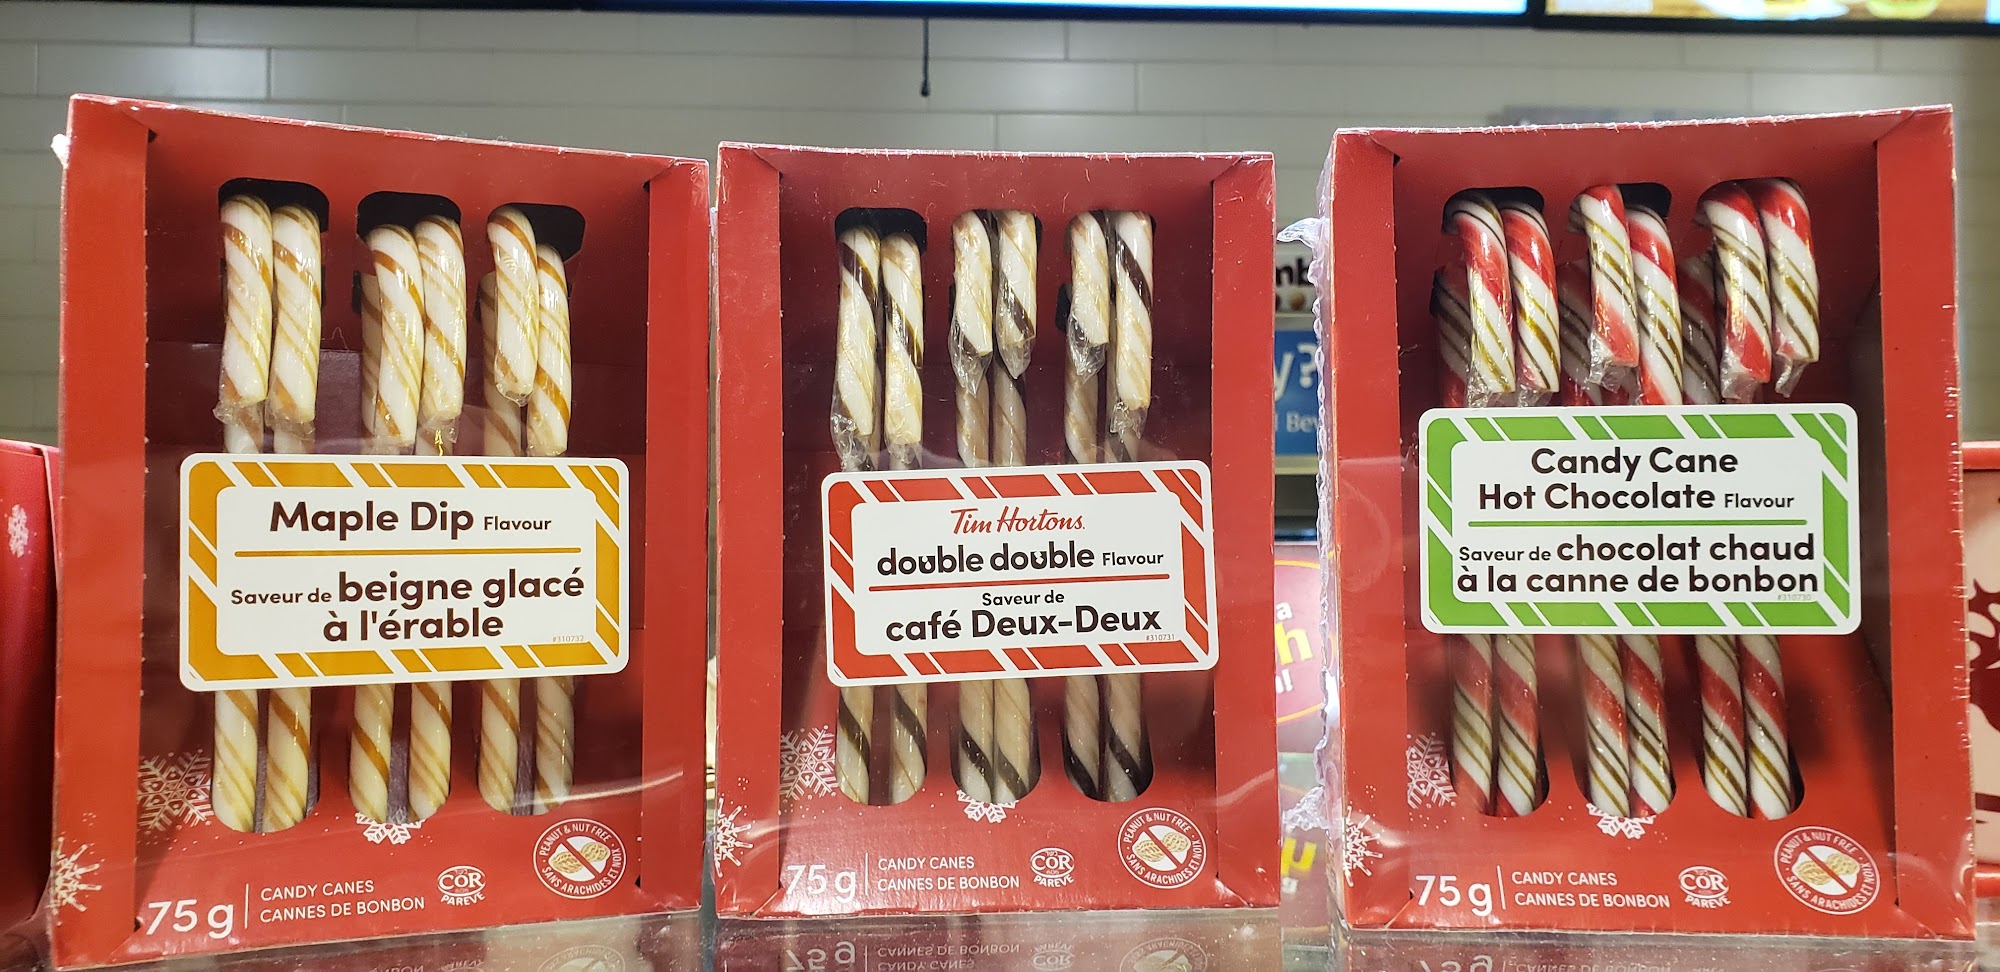 Maple Dip Flavour
Saveur de beigne glacé
à l'érable
#310732
75 g
CANDY CANES
CANNES DE BONBON
COR
PAREVE
PEANUT & NUT FREE
SANS ARACHIDES ET NOIX
Tim Hortons.
double double Flavour
Saveur de
café Deux-Deux
#310731
75 g
CANDY CANES
CANNES DE BONBON
COR
PAREVE
PEANUT & NUT FREE
SANS ARACHIDES ET NOIX
Candy Cane
Hot Chocolate Flavour
Saveur de chocolat chaud
à la canne de bonbon
#310730
75 g
CANDY CANES
CANNES DE BONBON
COR
PAREVE
PEANUT & NUT FREE
SANS ARACHIDES ET NOIX